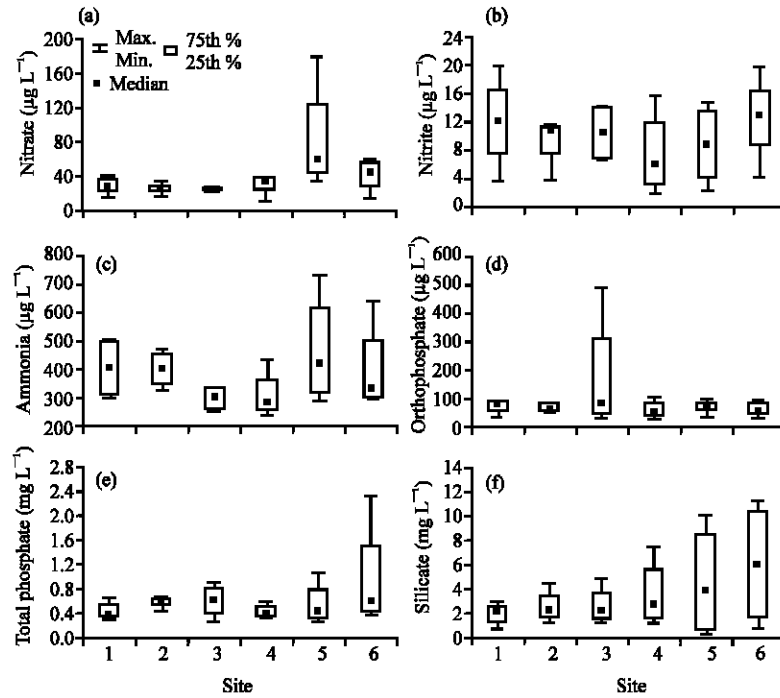 (a)
Max.
Min.
75th %
25th %
Median
Nitrate (µg L⁻¹)
200
160
120
80
40
0
(b)
Nitrite (µg L⁻¹)
24
20
16
12
8
4
0
(c)
Ammonia (µg L⁻¹)
800
700
600
500
400
300
200
(d)
Orthophosphate (µg L⁻¹)
600
500
400
300
200
100
0
(e)
Total phosphate (mg L⁻¹)
2.8
2.4
1.8
1.2
0.8
0.4
0.0
1 2 3 4 5 6
Site
(f)
Silicate (mg L⁻¹)
14
12
10
8
6
4
2
0
1 2 3 4 5 6
Site